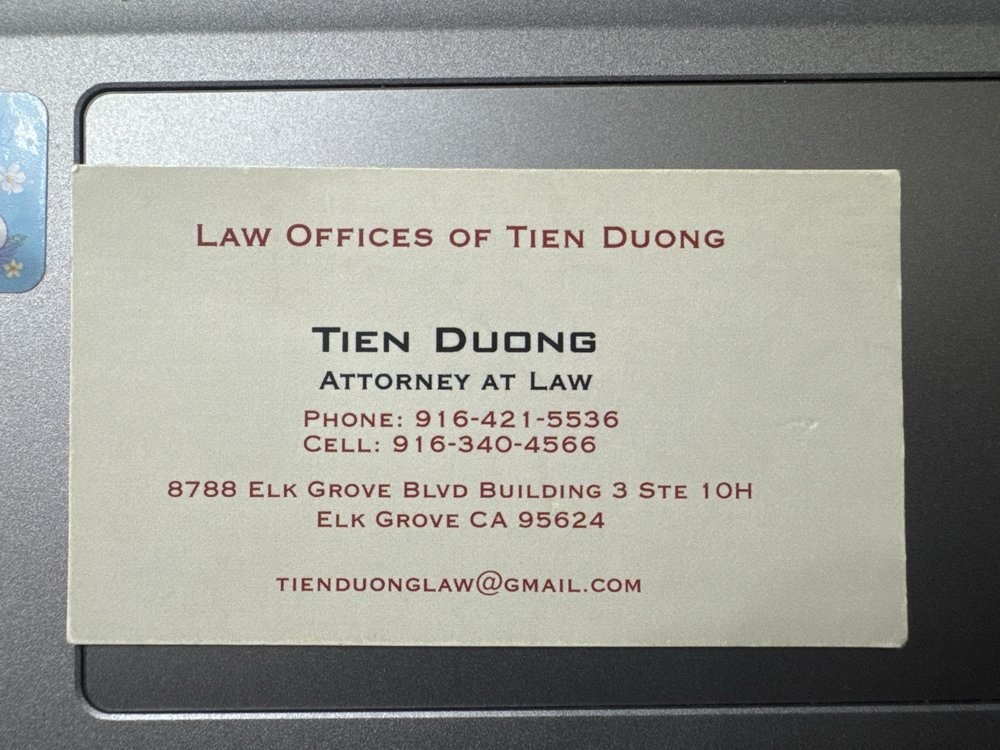 Law Offices of Tien Duong
Tien Duong
Attorney at Law
Phone: 916-421-5536
Cell: 916-340-4566
8788 Elk Grove Blvd Building 3 Ste 10H
Elk Grove CA 95624
tienduonglaw@gmail.com